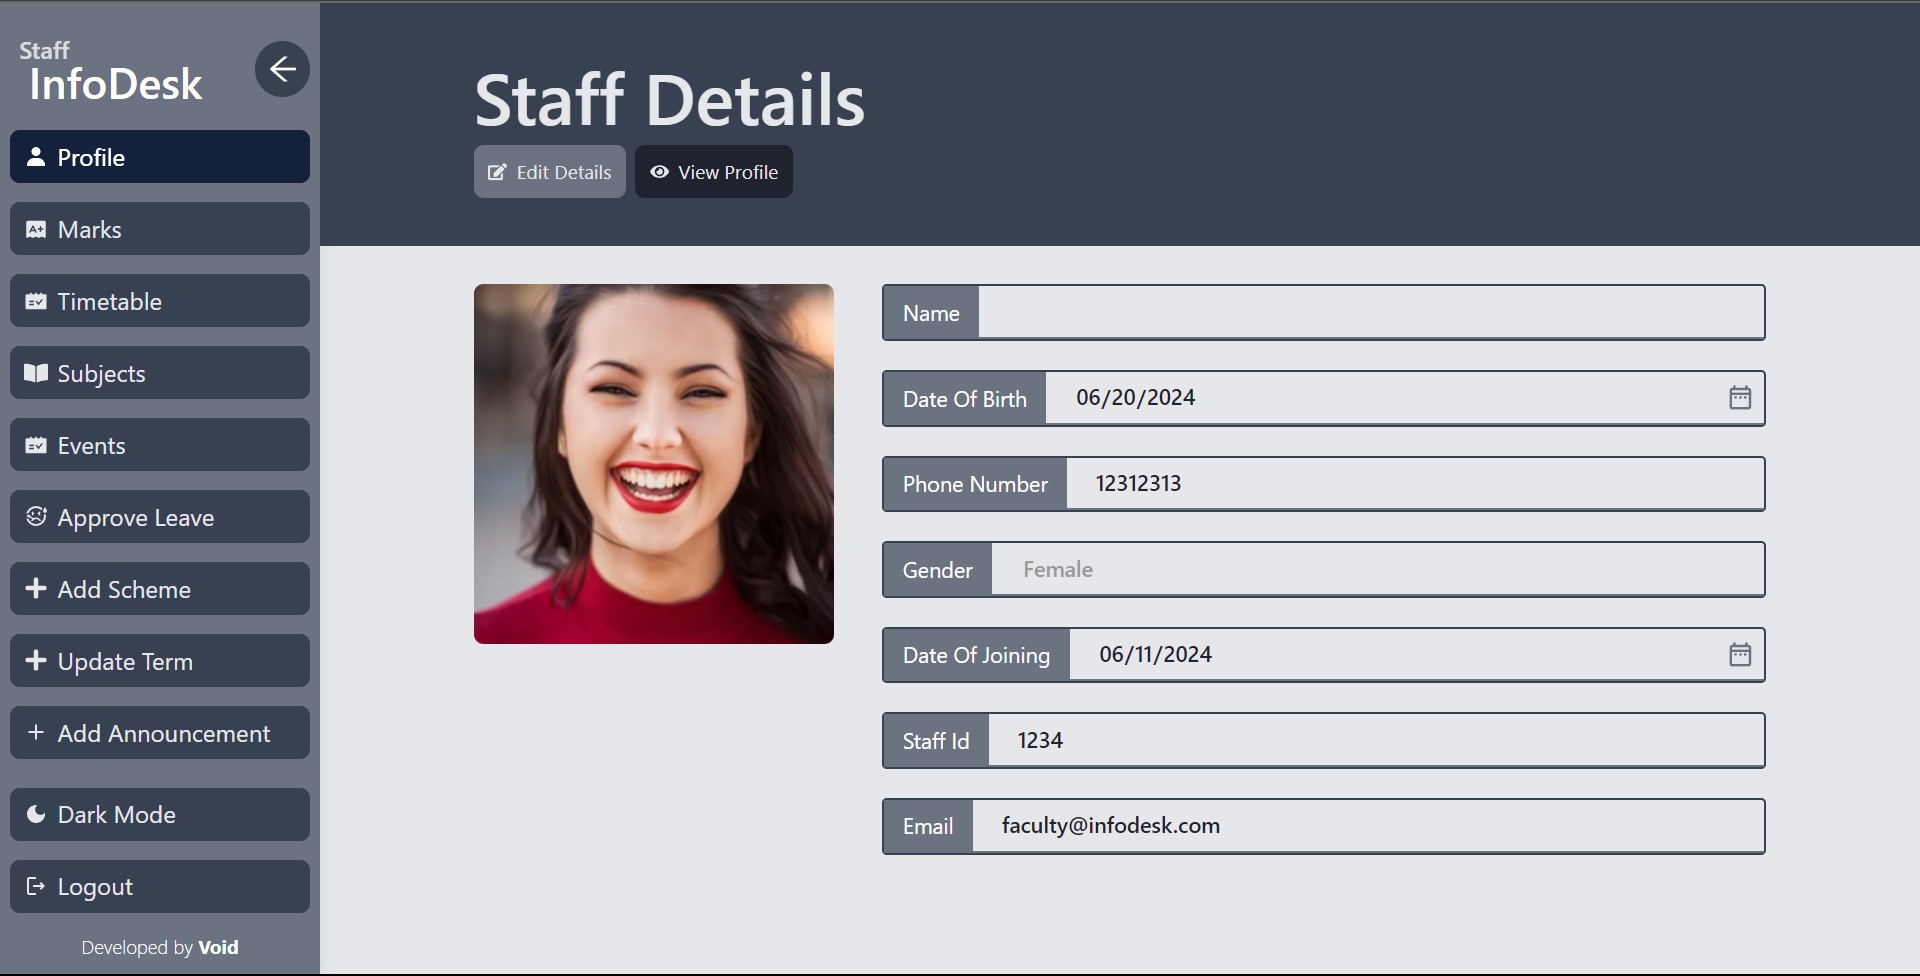 Staff
InfoDesk
Profile
Marks
Timetable
Subjects
Events
Approve Leave
Add Scheme
Update Term
Add Announcement
Dark Mode
Logout
Developed by Void
Staff Details
Edit Details
View Profile
Name
Date Of Birth 06/20/2024
Phone Number 12312313
Gender Female
Date Of Joining 06/11/2024
Staff Id 1234
Email faculty@infodesk.com